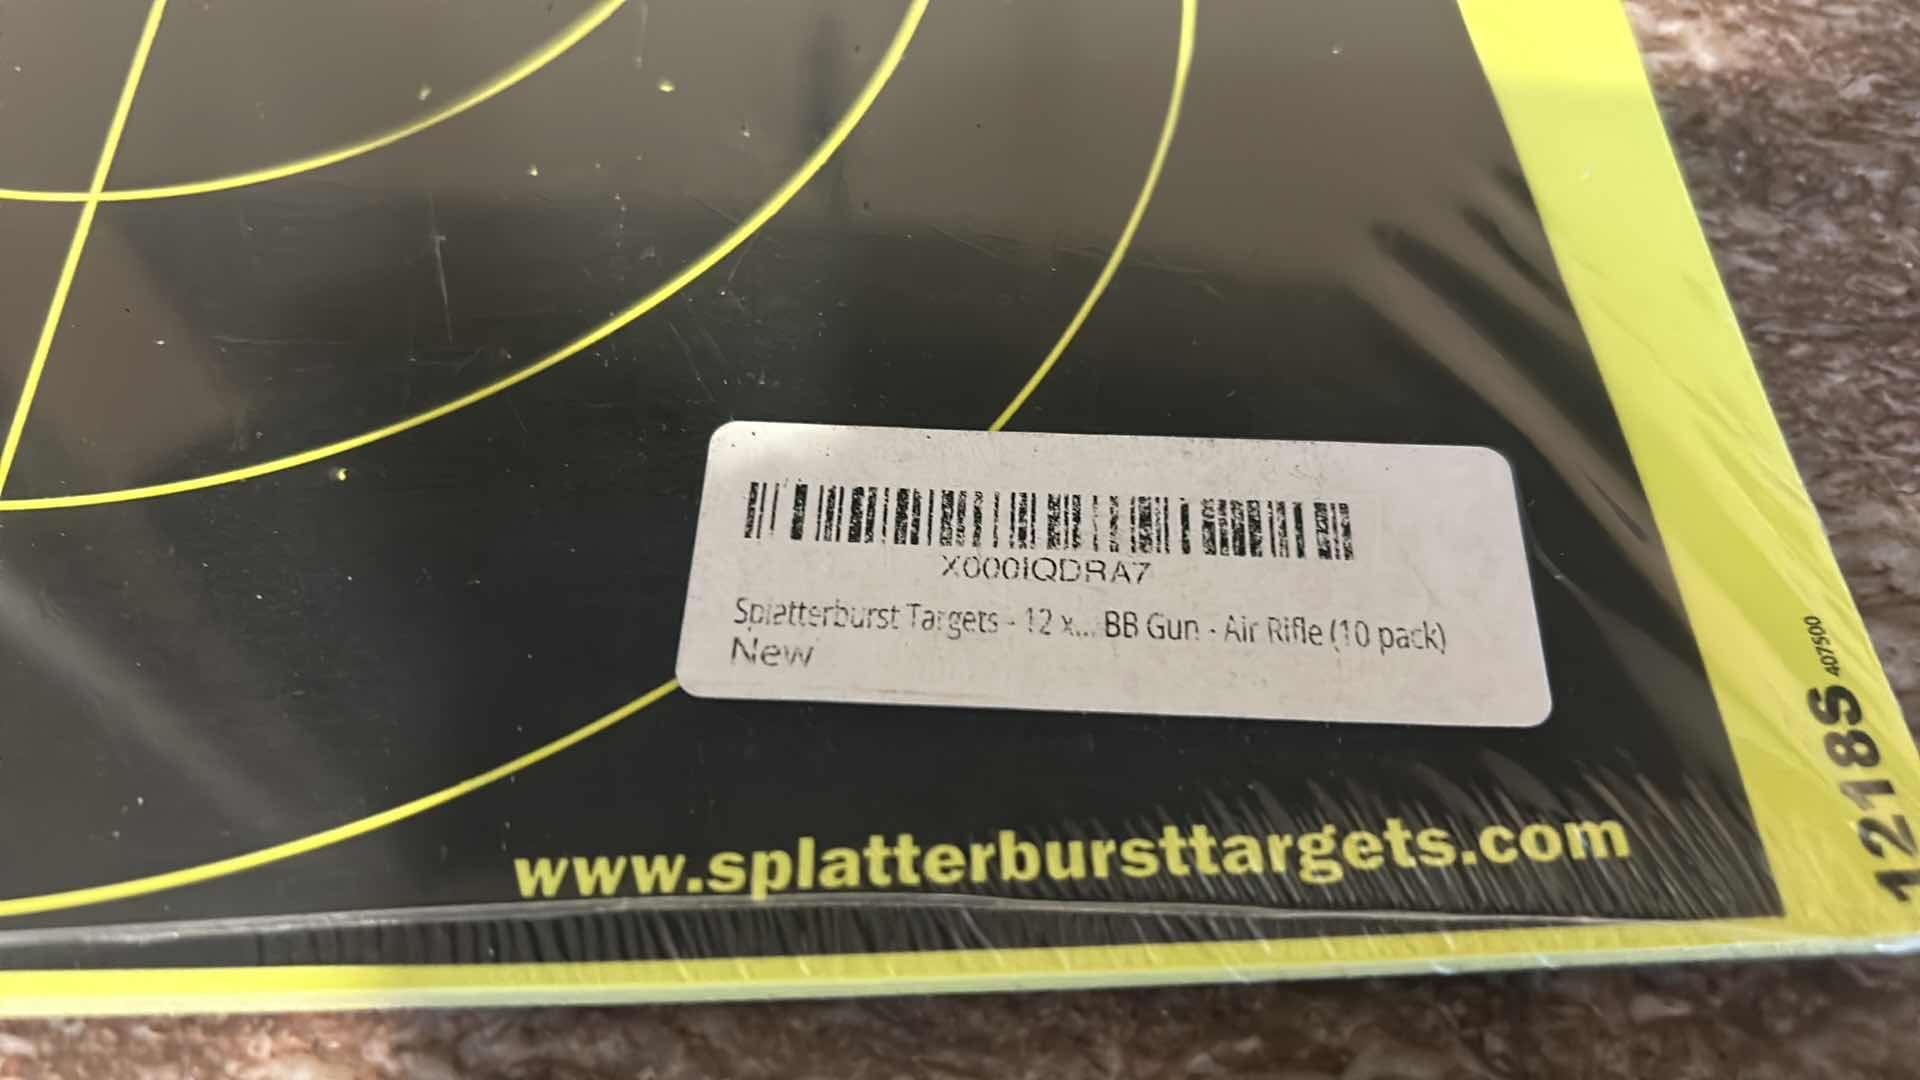 X000IQDRA7
Splatterburst Targets - 12 x... BB Gun - Air Rifle (10 pack)
New
www.splatterbursttargets.com
1218S 407500